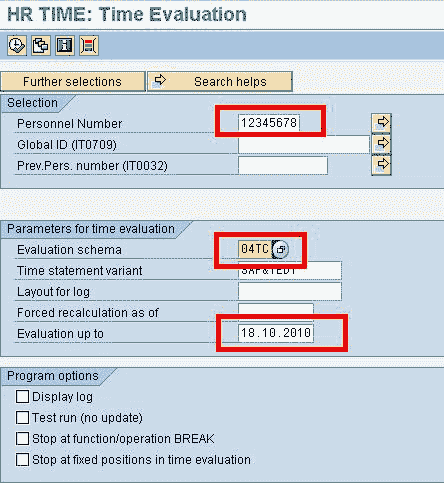 HR TIME: Time Evaluation
Further selections Search helps
Selection
Personnel Number 12345678
Global ID (IT0709)
Prev.Pers. number (IT0032)
Parameters for time evaluation
Evaluation schema 04TC
Time statement variant SAP&TEDT
Layout for log
Forced recalculation as of
Evaluation up to 18.10.2010
Program options
Display log
Test run (no update)
Stop at function/operation BREAK
Stop at fixed positions in time evaluation